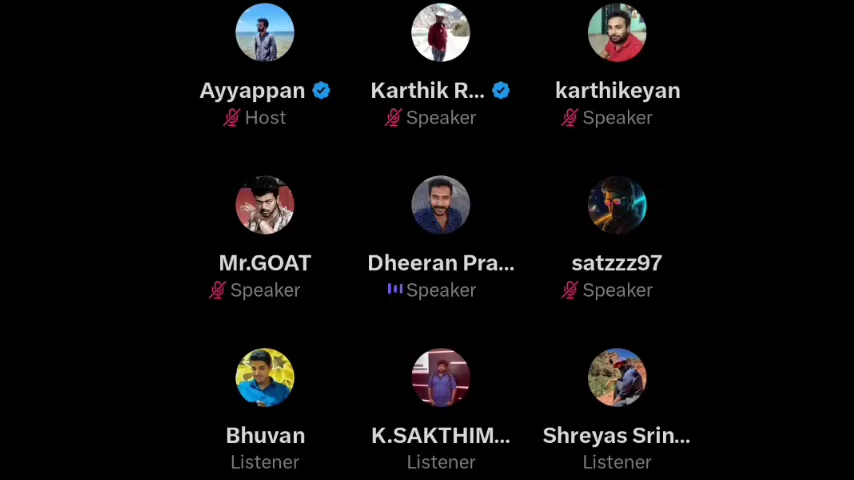 Ayyappan Karthik R... karthikeyan
Host Speaker Speaker
Mr.GOAT Dheeran Pra... satzzz97
Speaker Speaker Speaker
Bhuvan K.SAKTHIM... Shreyas Srin...
Listener Listener Listener